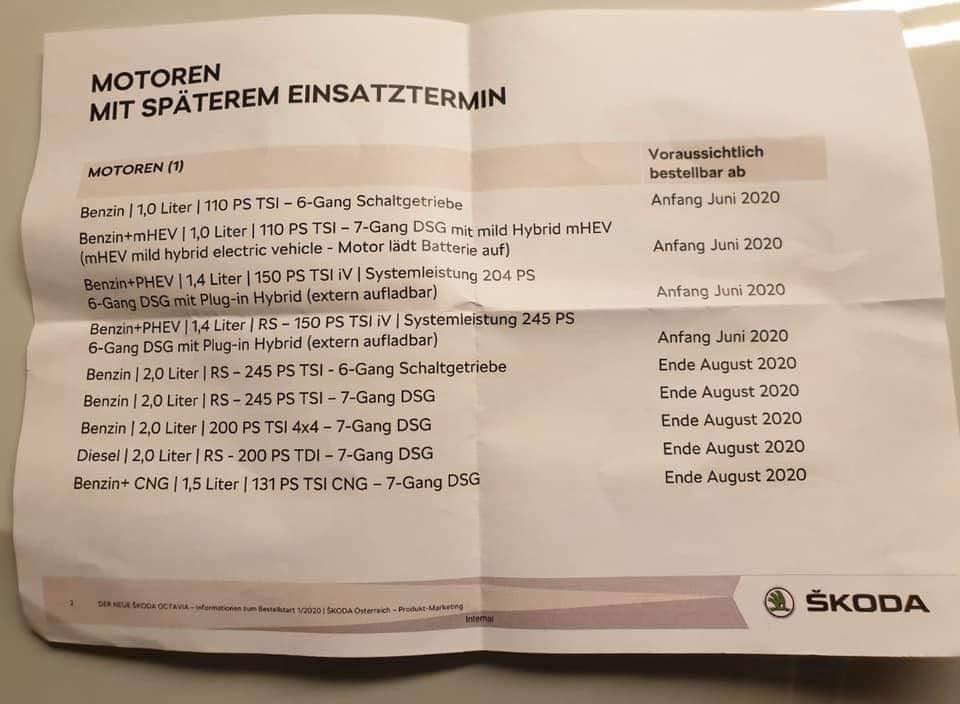 MOTOREN
MIT SPÄTEREM EINSATZTERMIN
MOTOREN (1)
Voraussichtlich
bestellbar ab
Benzin | 1,0 Liter | 110 PS TSI – 6-Gang Schaltgetriebe
Anfang Juni 2020
Benzin+mHEV | 1,0 Liter | 110 PS TSI – 7-Gang DSG mit mild Hybrid mHEV
(mHEV mild hybrid electric vehicle - Motor lädt Batterie auf)
Anfang Juni 2020
Benzin+PHEV | 1,4 Liter | 150 PS TSI iV | Systemleistung 204 PS
6-Gang DSG mit Plug-in Hybrid (extern aufladbar)
Anfang Juni 2020
Benzin+PHEV | 1,4 Liter | RS – 150 PS TSI iV | Systemleistung 245 PS
6-Gang DSG mit Plug-in Hybrid (extern aufladbar)
Anfang Juni 2020
Benzin | 2,0 Liter | RS – 245 PS TSI - 6-Gang Schaltgetriebe
Ende August 2020
Benzin | 2,0 Liter | RS – 245 PS TSI – 7-Gang DSG
Ende August 2020
Benzin | 2,0 Liter | 200 PS TSI 4x4 – 7-Gang DSG
Ende August 2020
Diesel | 2,0 Liter | RS - 200 PS TDI – 7-Gang DSG
Ende August 2020
Benzin+ CNG | 1,5 Liter | 131 PS TSI CNG – 7-Gang DSG
Ende August 2020
DER NEUE ŠKODA OCTAVIA – Informationen zum Bestellstart 1/2020 | ŠKODA Österreich – Produkt-Marketing
Internal
ŠKODA